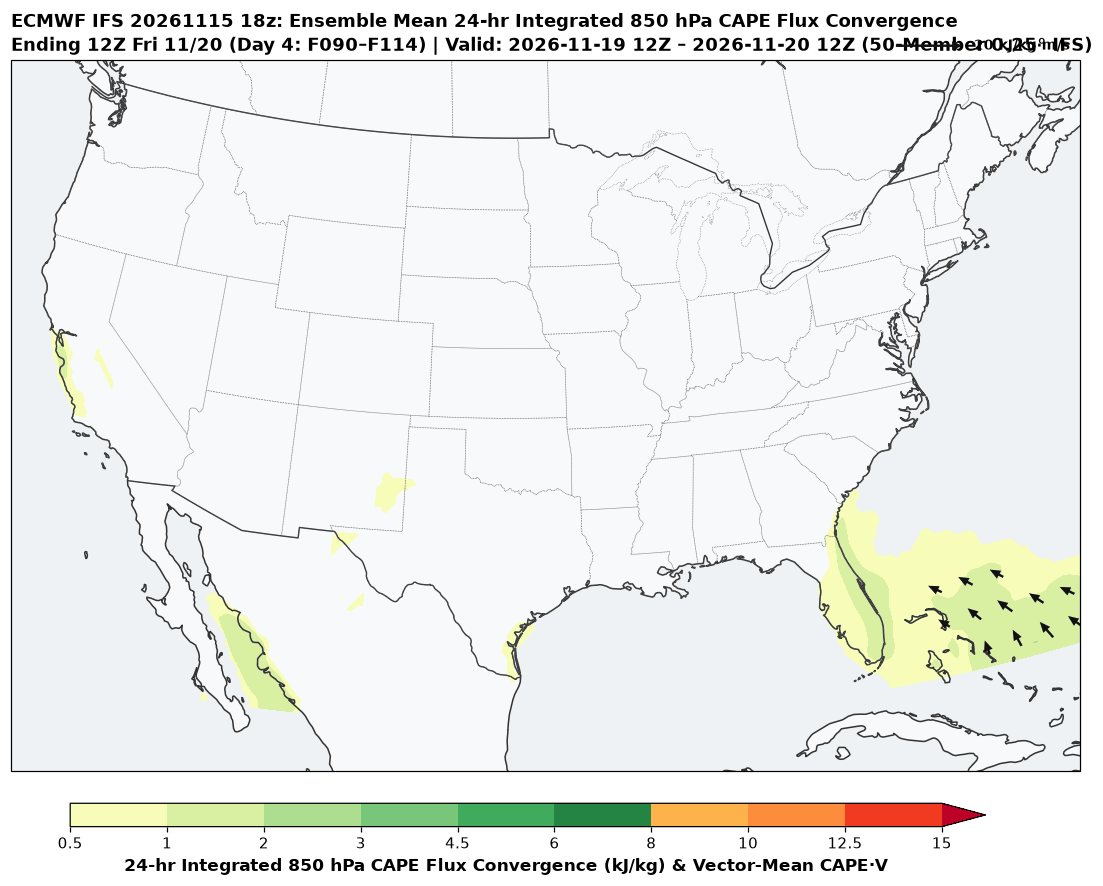 ECMWF IFS 20261115 18z: Ensemble Mean 24-hr Integrated 850 hPa CAPE Flux Convergence
Ending 12Z Fri 11/20 (Day 4: F090–F114) | Valid: 2026-11-19 12Z – 2026-11-20 12Z (50-Member 0.25° IFS)
0.5 1 2 3 4.5 6 8 10 12.5 15
24-hr Integrated 850 hPa CAPE Flux Convergence (kJ/kg) & Vector-Mean CAPE·V